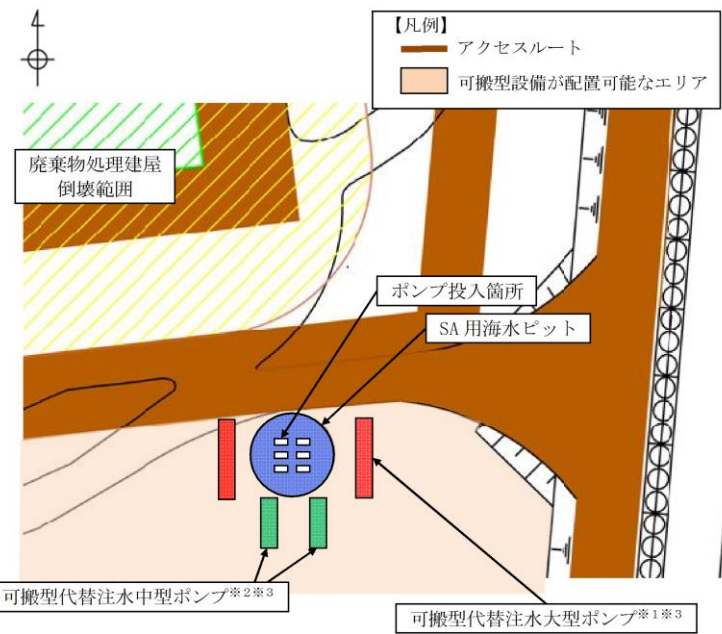 【凡例】
アクセスルート
可搬型設備が配置可能なエリア
廃棄物処理建屋
倒壊範囲
ポンプ投入箇所
SA用海水ピット
可搬型代替注水中型ポンプ※2※3
可搬型代替注水大型ポンプ※1※3